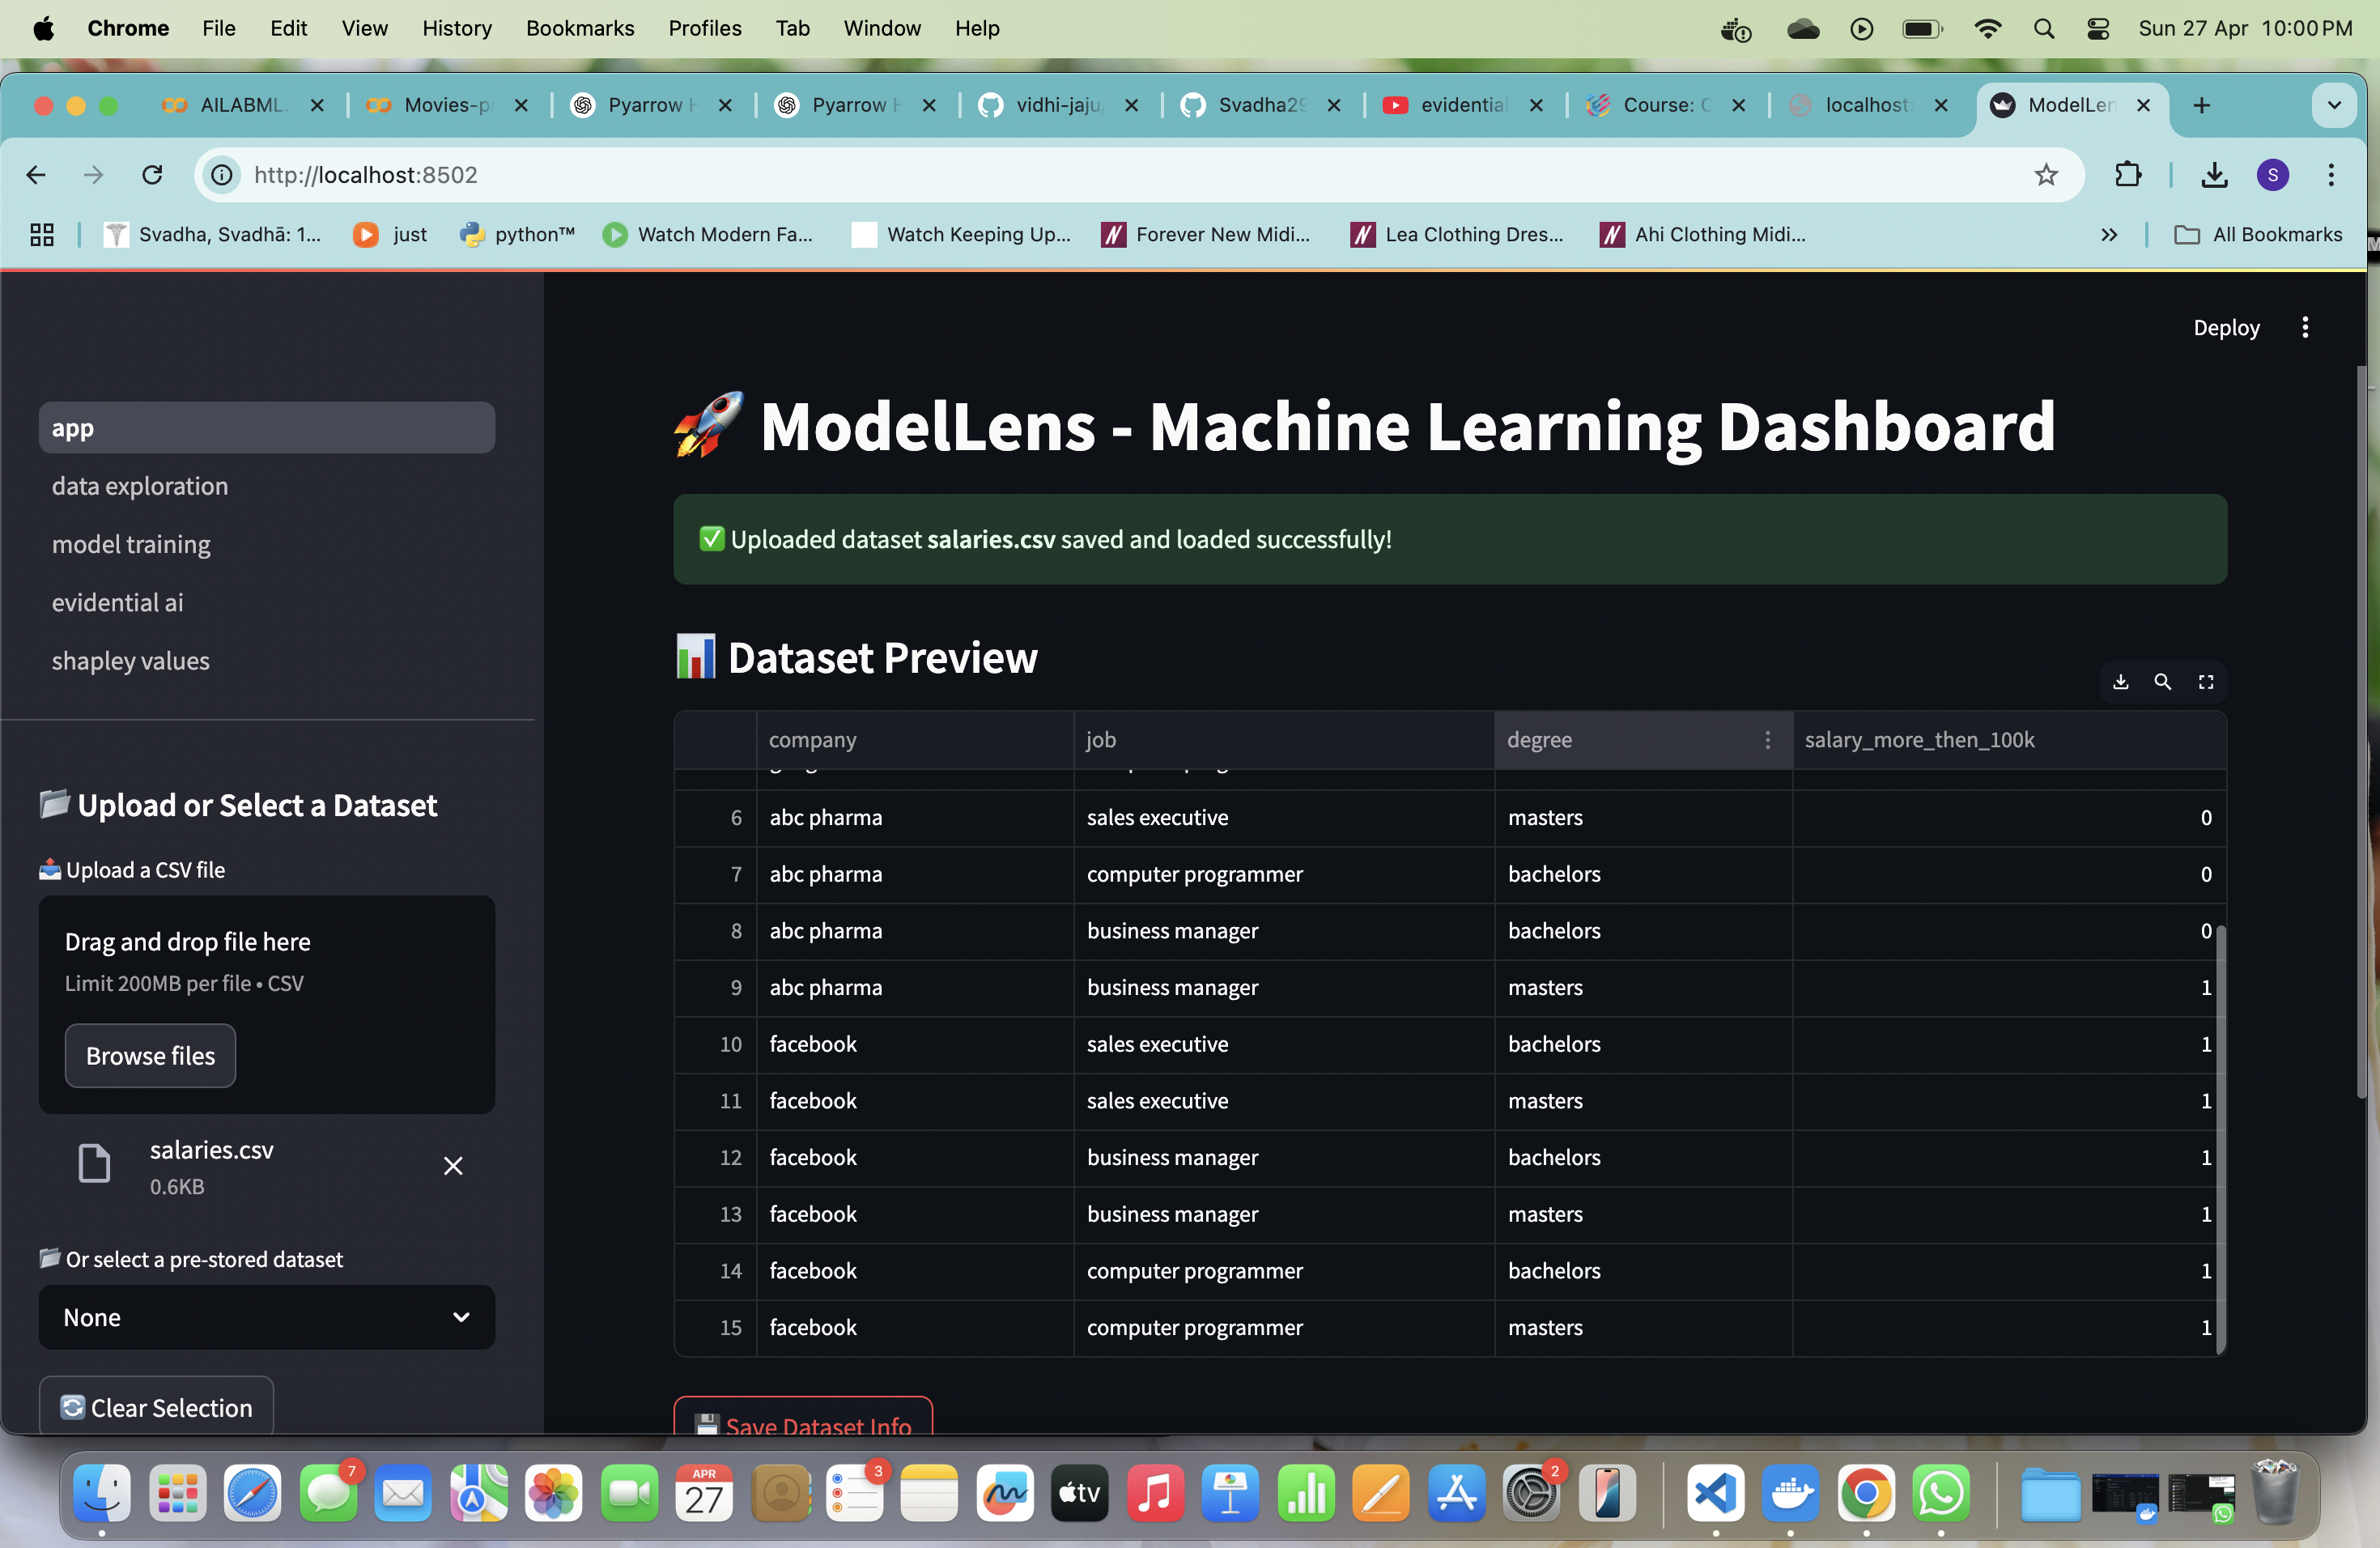 Chrome File Edit View History Bookmarks Profiles Tab Window Help Sun 27 Apr 10:00 PM
AILABML. Movies-p Pyarrow Pyarrow vidhi-jaju/ Svadha29 evidential Course: localhost: ModelLen
http://localhost:8502 S
Svadha, Svadhā: 1... just python™ Watch Modern Fa... Watch Keeping Up... Forever New Midi... Lea Clothing Dres... Ahi Clothing Midi... All Bookmarks
Deploy
app
data exploration
model training
evidential ai
shapley values
Upload or Select a Dataset
Upload a CSV file
Drag and drop file here
Limit 200MB per file • CSV
Browse files
salaries.csv
0.6KB
Or select a pre-stored dataset
None
Clear Selection
ModelLens - Machine Learning Dashboard
Uploaded dataset salaries.csv saved and loaded successfully!
Dataset Preview
company job degree salary_more_then_100k
6 abc pharma sales executive masters 0
7 abc pharma computer programmer bachelors 0
8 abc pharma business manager bachelors 0
9 abc pharma business manager masters 1
10 facebook sales executive bachelors 1
11 facebook sales executive masters 1
12 facebook business manager bachelors 1
13 facebook business manager masters 1
14 facebook computer programmer bachelors 1
15 facebook computer programmer masters 1
Save Dataset Info
7 APR 27 3 tv 2